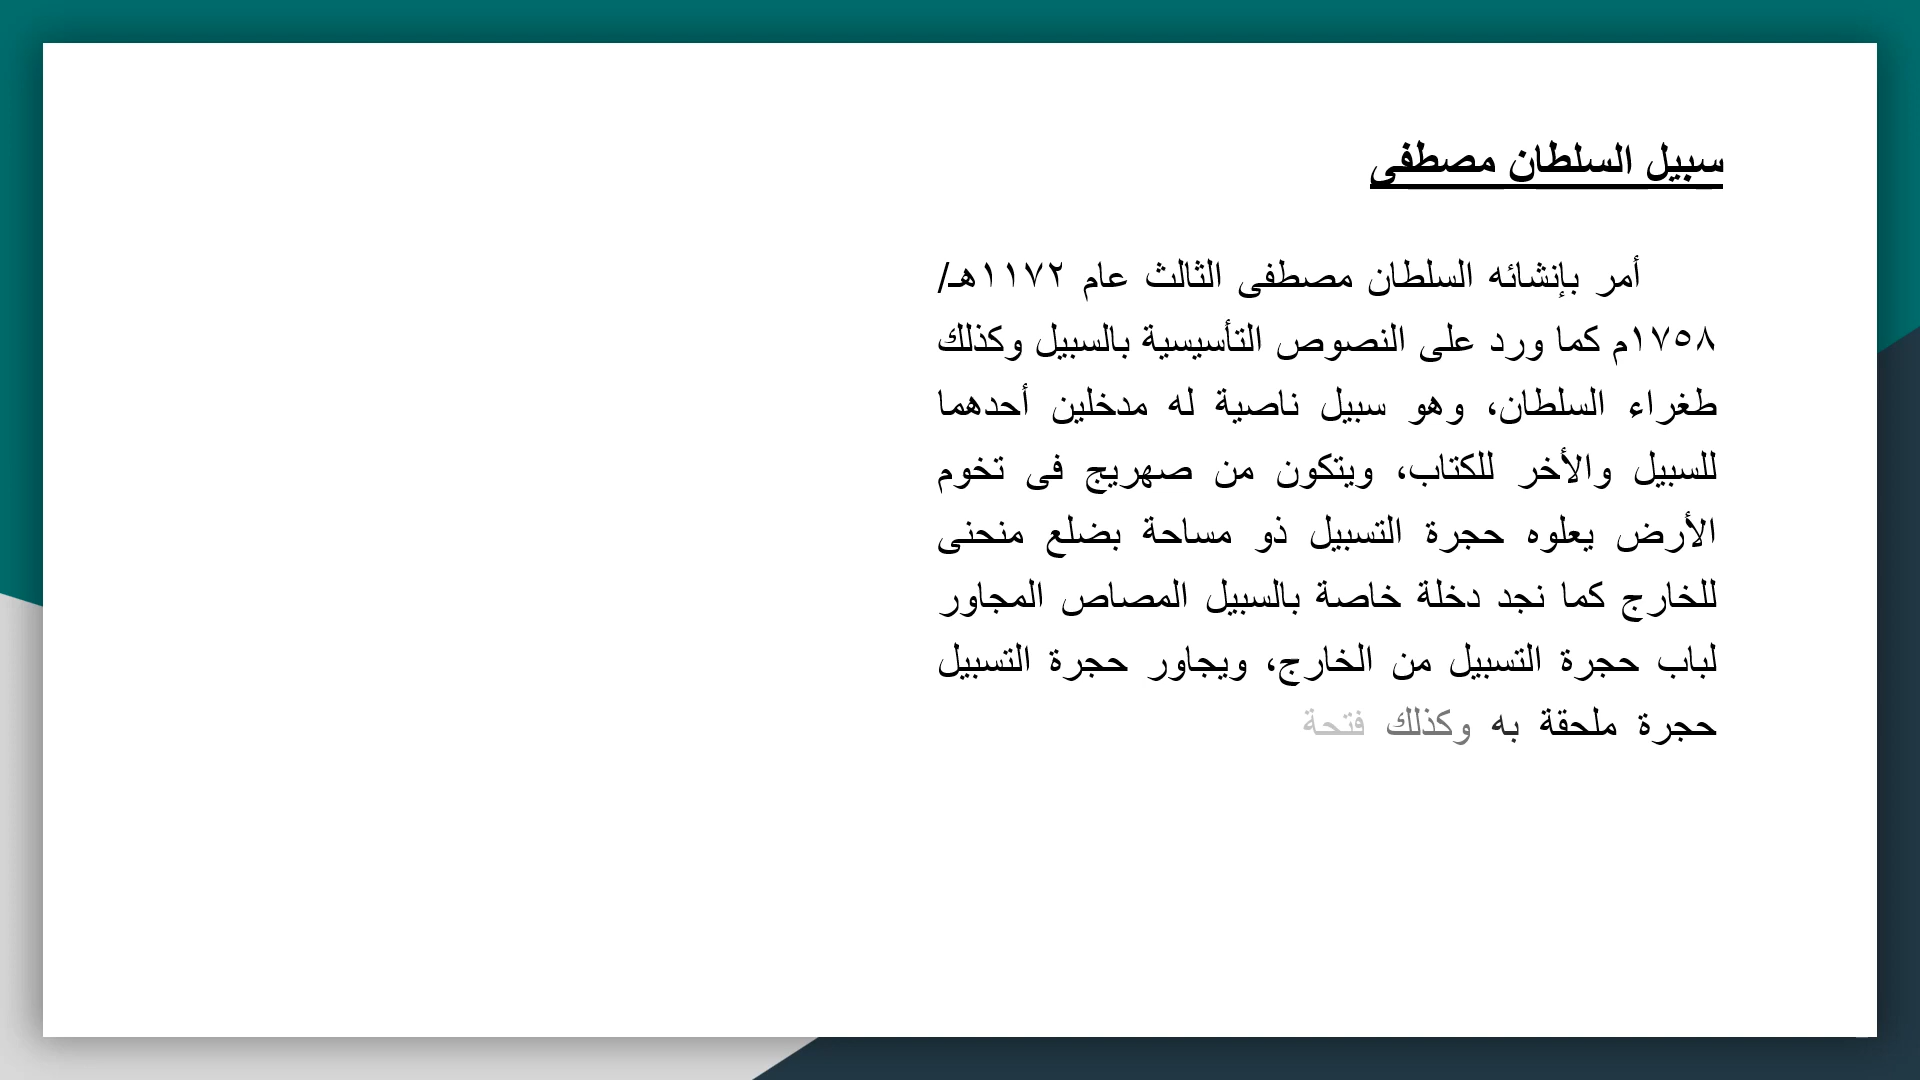 سبيل السلطان مصطفى
أمر بإنشائه السلطان مصطفى الثالث عام ١١٧٢هـ/
١٧٥٨م كما ورد على النصوص التأسيسية بالسبيل وكذلك
طغراء السلطان، وهو سبيل ناصية له مدخلين أحدهما
للسبيل والأخر للكتاب، ويتكون من صهريج فى تخوم
الأرض يعلوه حجرة التسبيل ذو مساحة بضلع منحنى
للخارج كما نجد دخلة خاصة بالسبيل المصاص المجاور
لباب حجرة التسبيل من الخارج، ويجاور حجرة التسبيل
حجرة ملحقة به وكذلك فتحة